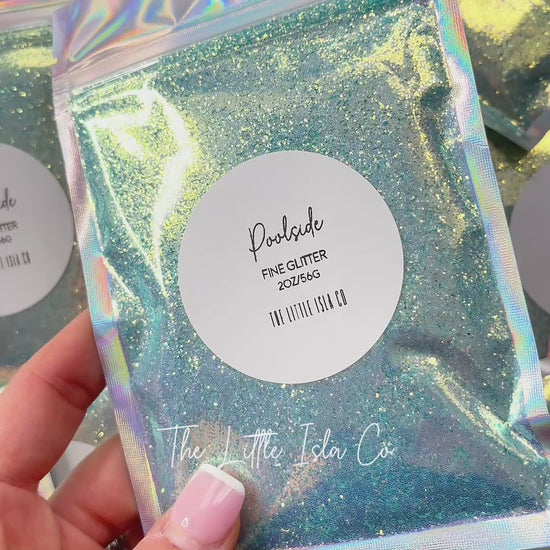 Poolside
FINE GLITTER
2OZ/56G
THE LITTLE ISLA CO
The Little Isla Co